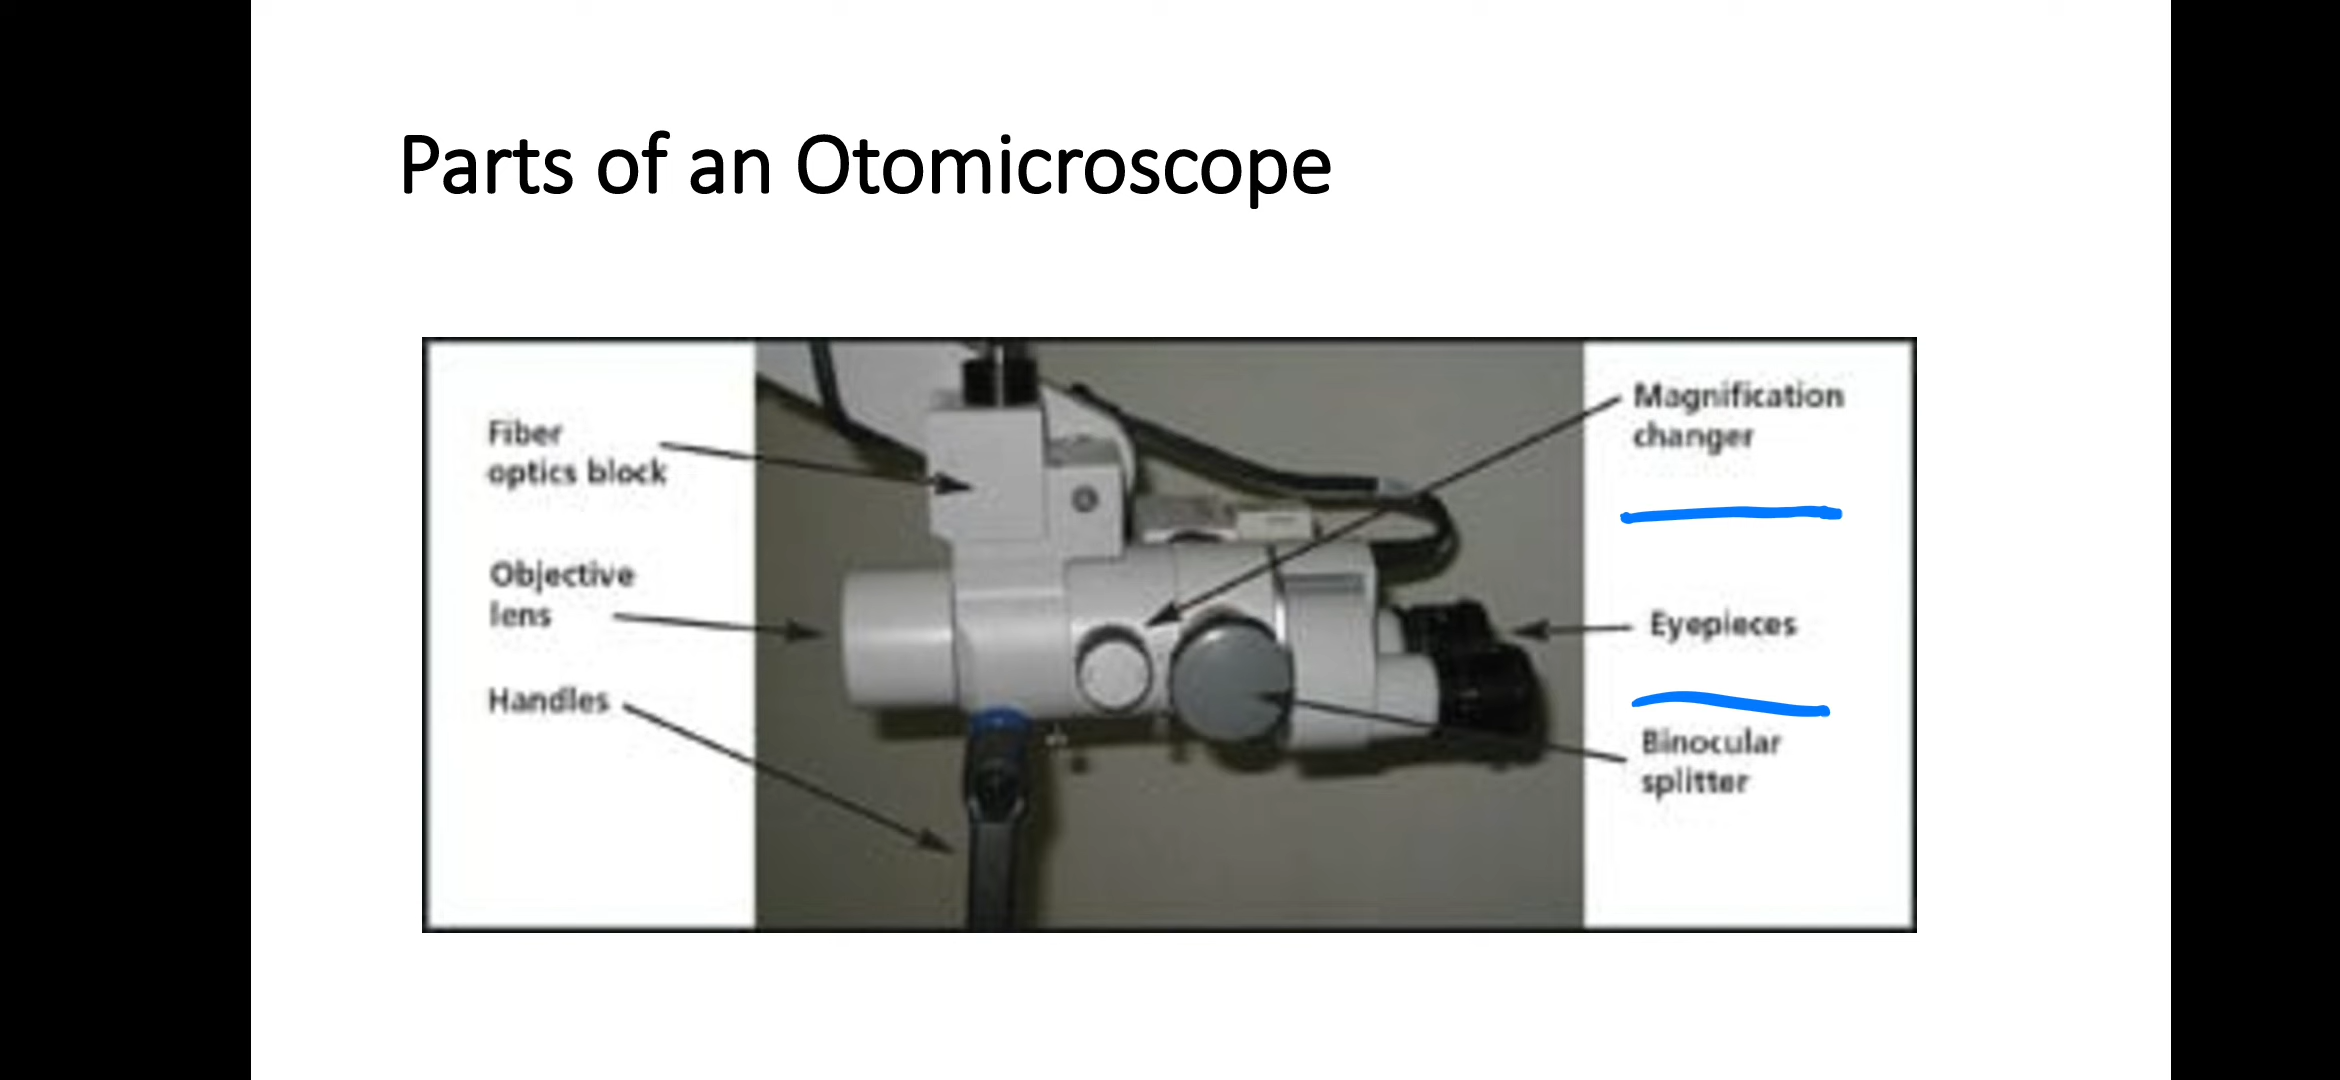 Parts of an Otomicroscope
Fiber
optics block
Objective
lens
Handles
Magnification
changer
Eyepieces
Binocular
splitter